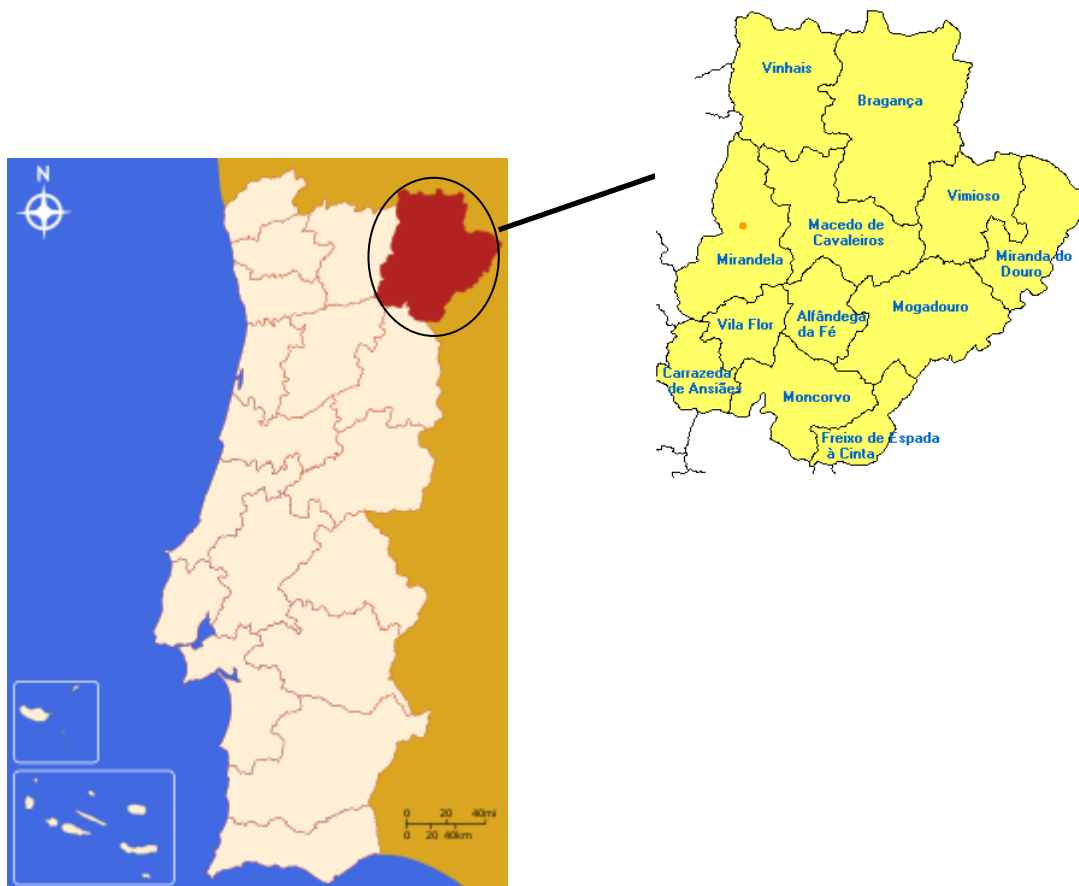 N
0 20 40mi
0 20 40km
Vinhais
Bragança
Vimioso
Macedo de
Cavaleiros
Mirandela
Miranda do
Douro
Mogadouro
Alfândega
da Fé
Vila Flor
Carrazeda
de Ansiães
Moncorvo
Freixo de Espada
à Cinta